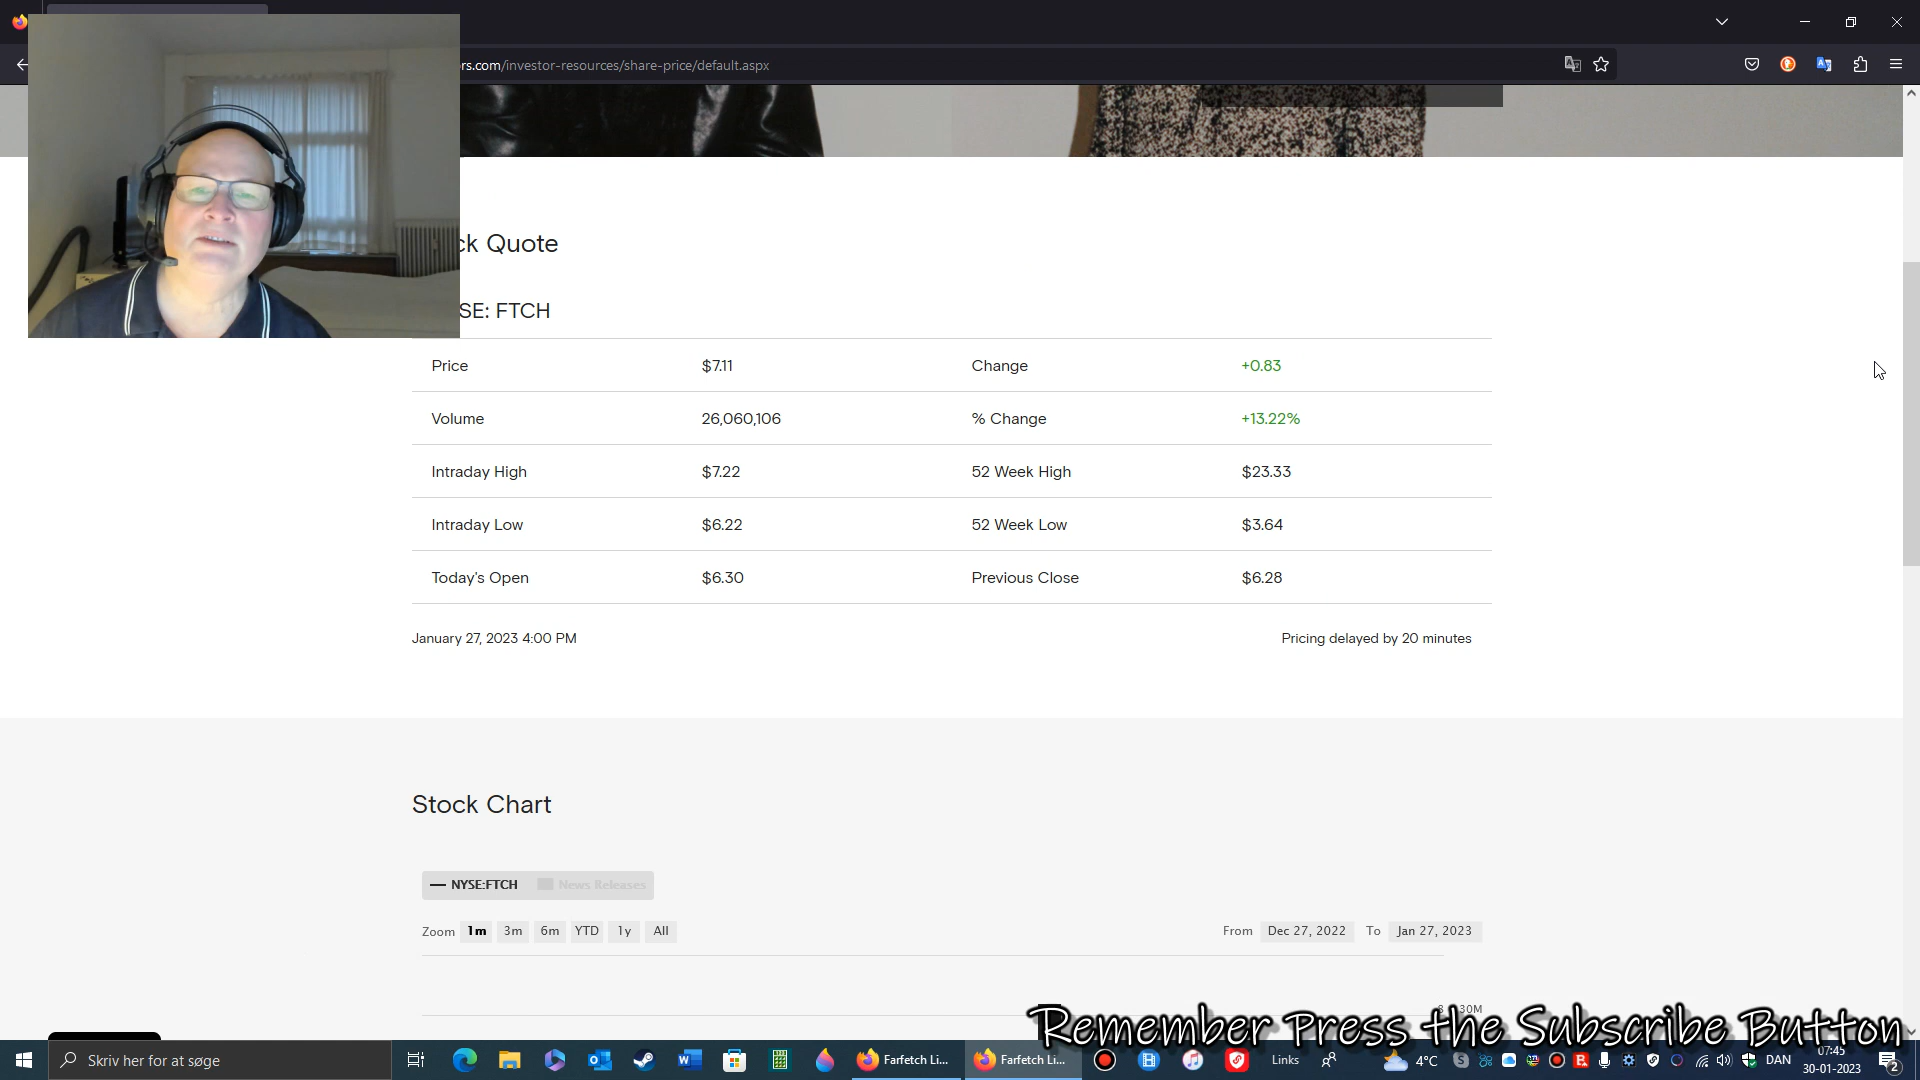 rs.com/investor-resources/share-price/default.aspx
ck Quote
SE: FTCH
Price $7.11 Change +0.83
Volume 26,060,106 % Change +13.22%
Intraday High $7.22 52 Week High $23.33
Intraday Low $6.22 52 Week Low $3.64
Today's Open $6.30 Previous Close $6.28
January 27, 2023 4:00 PM Pricing delayed by 20 minutes
Stock Chart
NYSE:FTCH News Releases
Zoom 1m 3m 6m YTD 1y All From Dec 27, 2022 To Jan 27, 2023
30M
Remember Press the Subscribe Button
Skriv her for at søge Farfetch Li... Farfetch Li... Links 4°C DAN 07:45
30-01-2023 2